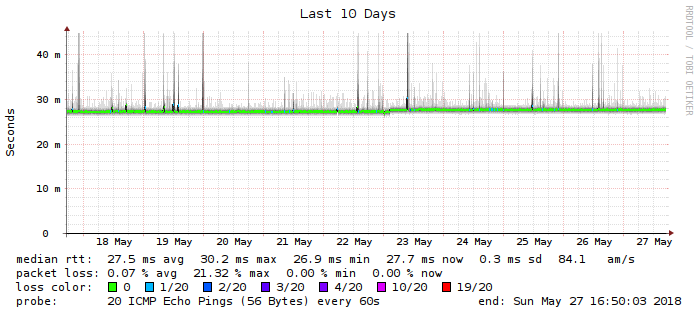 Last 10 Days
RRDTOOL / TOBI OETIKER
Seconds
40 m
30 m
20 m
10 m
0
18 May 19 May 20 May 21 May 22 May 23 May 24 May 25 May 26 May 27 May
median rtt: 27.5 ms avg 30.2 ms max 26.9 ms min 27.7 ms now 0.3 ms sd 84.1 am/s
packet loss: 0.07 % avg 21.32 % max 0.00 % min 0.00 % now
loss color: 0 1/20 2/20 3/20 4/20 10/20 19/20
probe: 20 ICMP Echo Pings (56 Bytes) every 60s end: Sun May 27 16:50:03 2018